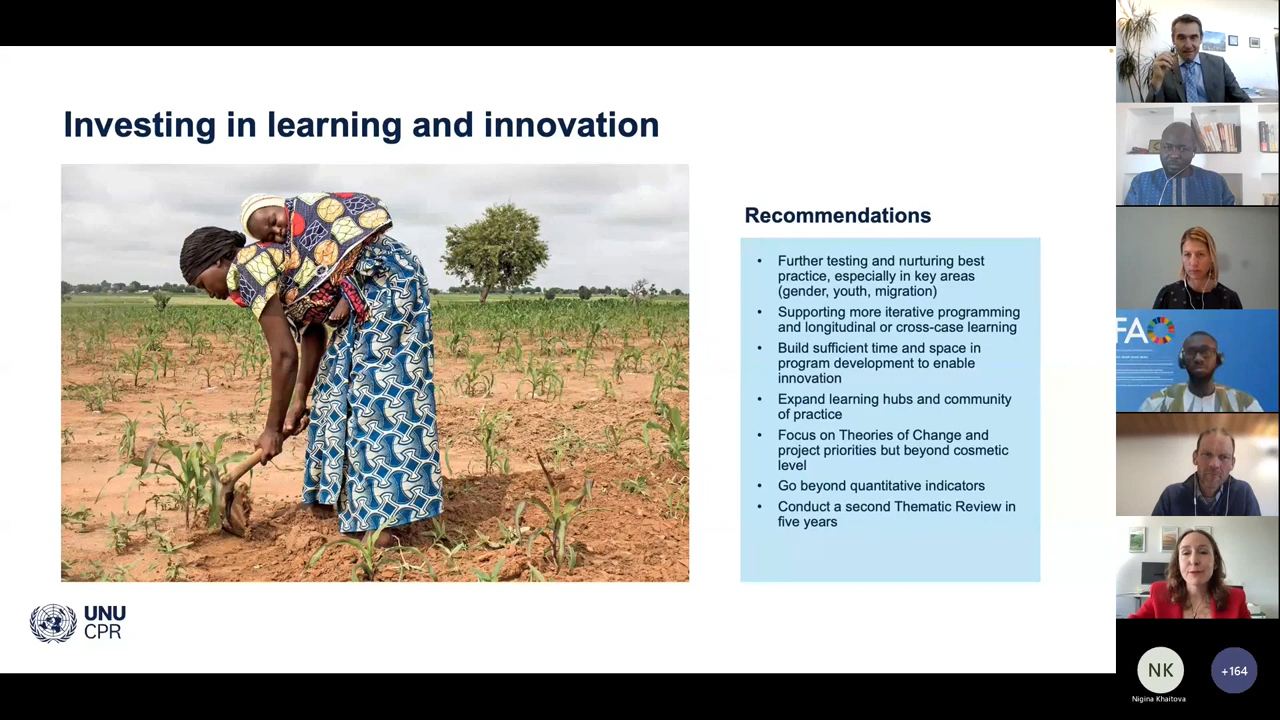 Investing in learning and innovation
Recommendations
• Further testing and nurturing best
practice, especially in key areas
(gender, youth, migration)
• Supporting more iterative programming
and longitudinal or cross-case learning
• Build sufficient time and space in
program development to enable
innovation
• Expand learning hubs and community
of practice
• Focus on Theories of Change and
project priorities but beyond cosmetic
level
• Go beyond quantitative indicators
• Conduct a second Thematic Review in
five years
UNU
CPR
FAO
NK
+164
Nigina Khaitova